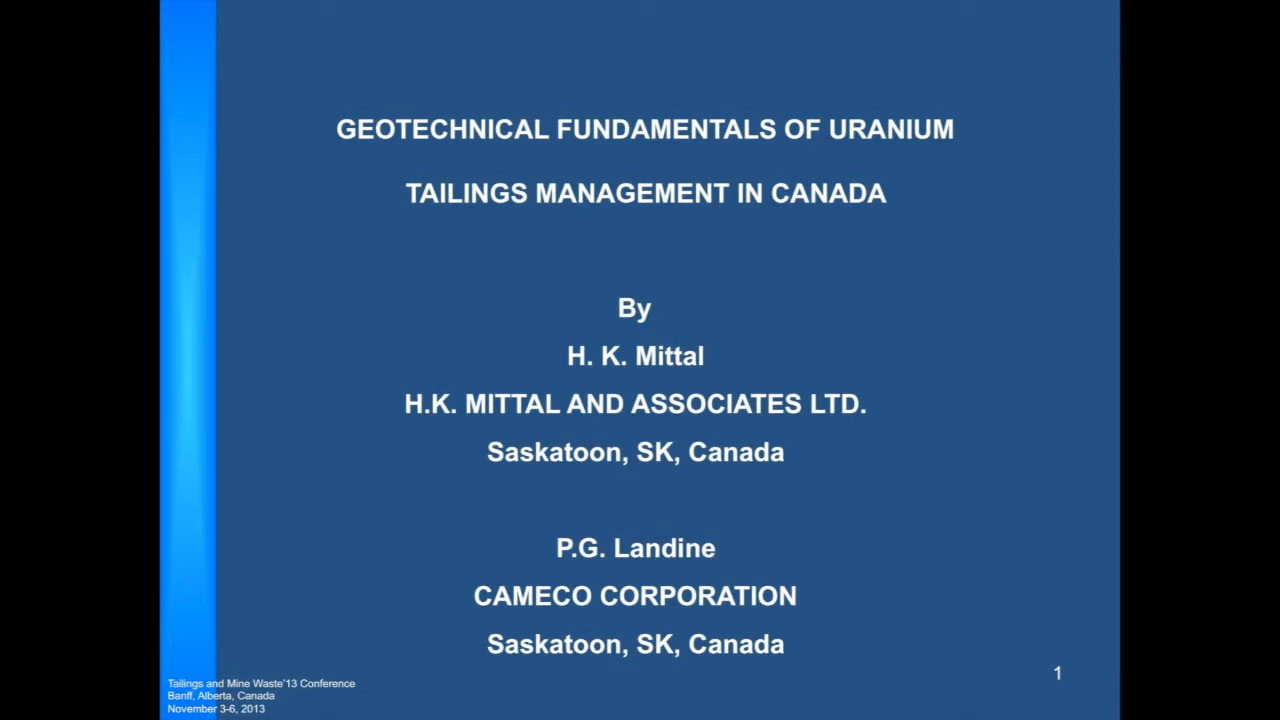 GEOTECHNICAL FUNDAMENTALS OF URANIUM
TAILINGS MANAGEMENT IN CANADA
By
H. K. Mittal
H.K. MITTAL AND ASSOCIATES LTD.
Saskatoon, SK, Canada
P.G. Landine
CAMECO CORPORATION
Saskatoon, SK, Canada
1
Tailings and Mine Waste'13 Conference
Banff, Alberta, Canada
November 3-6, 2013